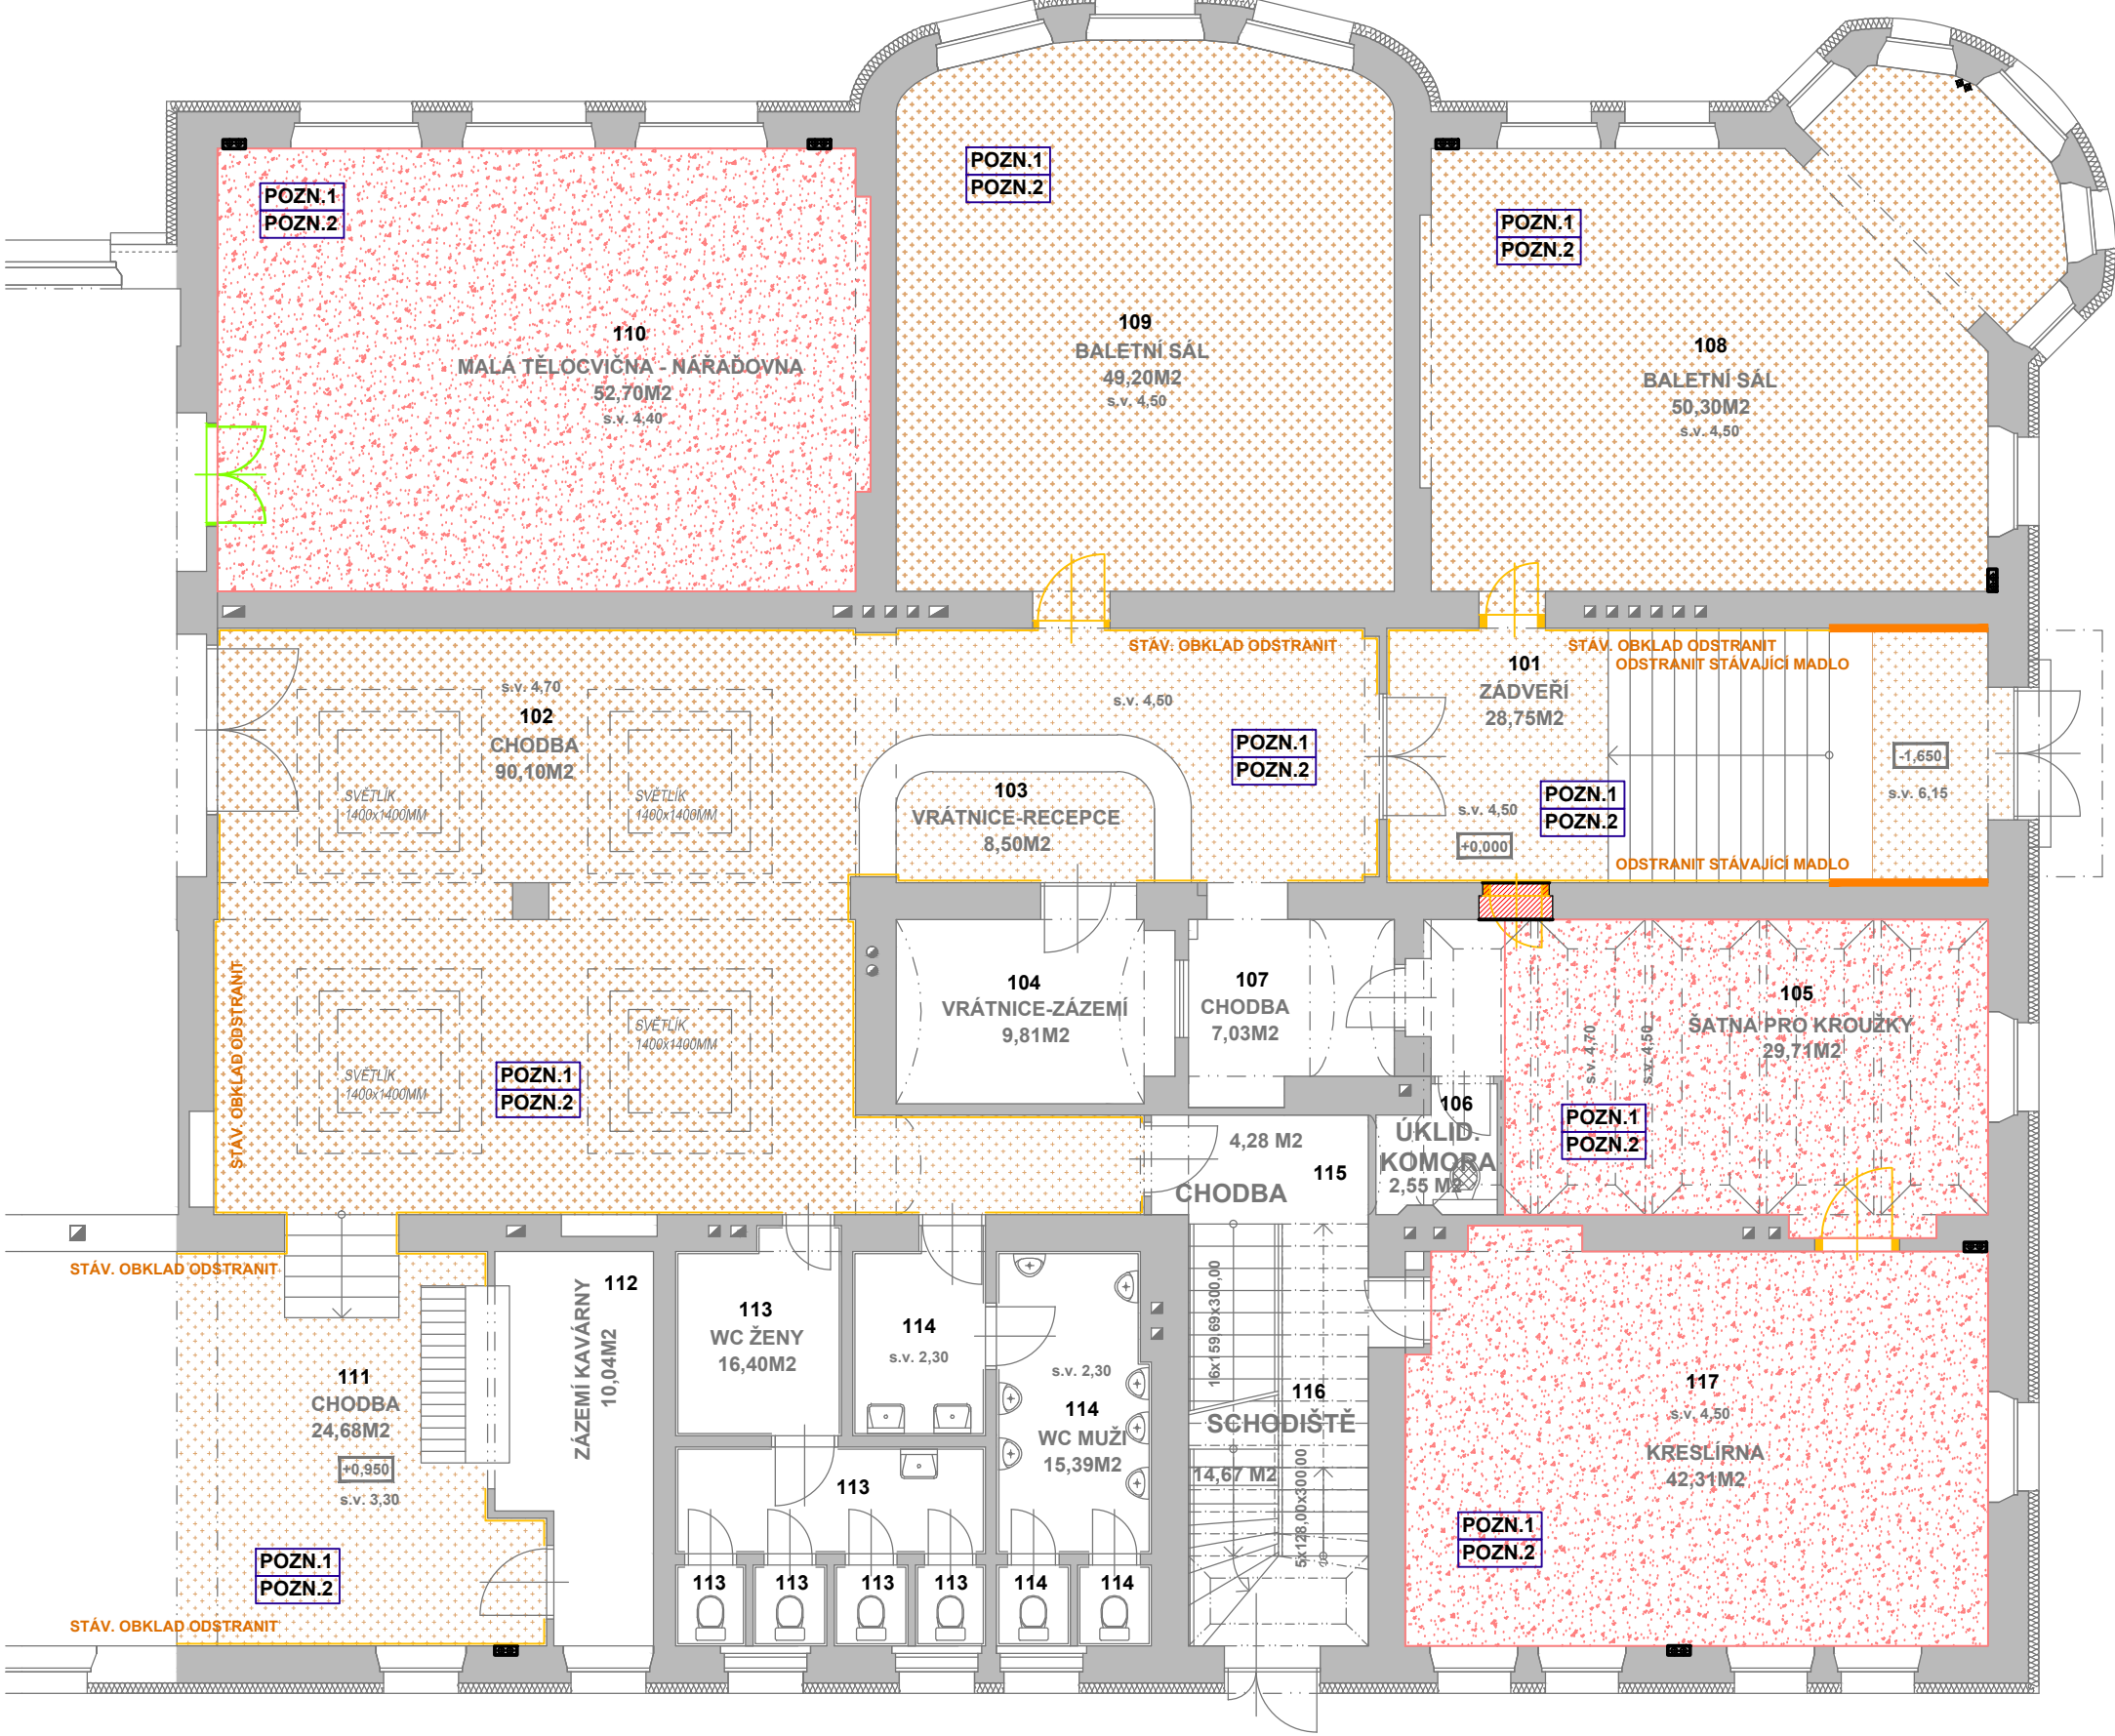 POZN.1
POZN.2
110
MALÁ TĚLOCVIČNA - NÁŘAĎOVNA
52,70M2
s.v. 4,40
POZN.1
POZN.2
109
BALETNÍ SÁL
49,20M2
s.v. 4,50
POZN.1
POZN.2
108
BALETNÍ SÁL
50,30M2
s.v. 4,50
STÁV. OBKLAD ODSTRANIT
STÁV. OBKLAD ODSTRANIT
ODSTRANIT STÁVAJÍCÍ MADLO
101
ZÁDVEŘÍ
28,75M2
s.v. 4,50
+0,000
POZN.1
POZN.2
-1,650
s.v. 6,15
ODSTRANIT STÁVAJÍCÍ MADLO
s.v. 4,70
102
CHODBA
90,10M2
SVĚTLÍK
1400x1400MM
SVĚTLÍK
1400x1400MM
s.v. 4,50
POZN.1
POZN.2
103
VRÁTNICE-RECEPCE
8,50M2
STÁV. OBKLAD ODSTRANIT
SVĚTLÍK
1400x1400MM
SVĚTLÍK
1400x1400MM
POZN.1
POZN.2
104
VRÁTNICE-ZÁZEMÍ
9,81M2
107
CHODBA
7,03M2
105
ŠATNA PRO KROUŽKY
29,71M2
s.v. 4,70
s.v. 4,50
POZN.1
POZN.2
106
ÚKLID.
KOMORA
2,55 M2
4,28 M2
115
CHODBA
STÁV. OBKLAD ODSTRANIT
111
CHODBA
24,68M2
+0,950
s.v. 3,30
POZN.1
POZN.2
STÁV. OBKLAD ODSTRANIT
112
ZÁZEMÍ KAVÁRNY
10,04M2
113
WC ŽENY
16,40M2
114
s.v. 2,30
s.v. 2,30
114
WC MUŽI
15,39M2
113
113
113
113
113
114
114
16x159,69x300,00
116
SCHODIŠTĚ
14,67 M2
5x128,00x300,00
117
s.v. 4,50
KRESLÍRNA
42,31M2
POZN.1
POZN.2